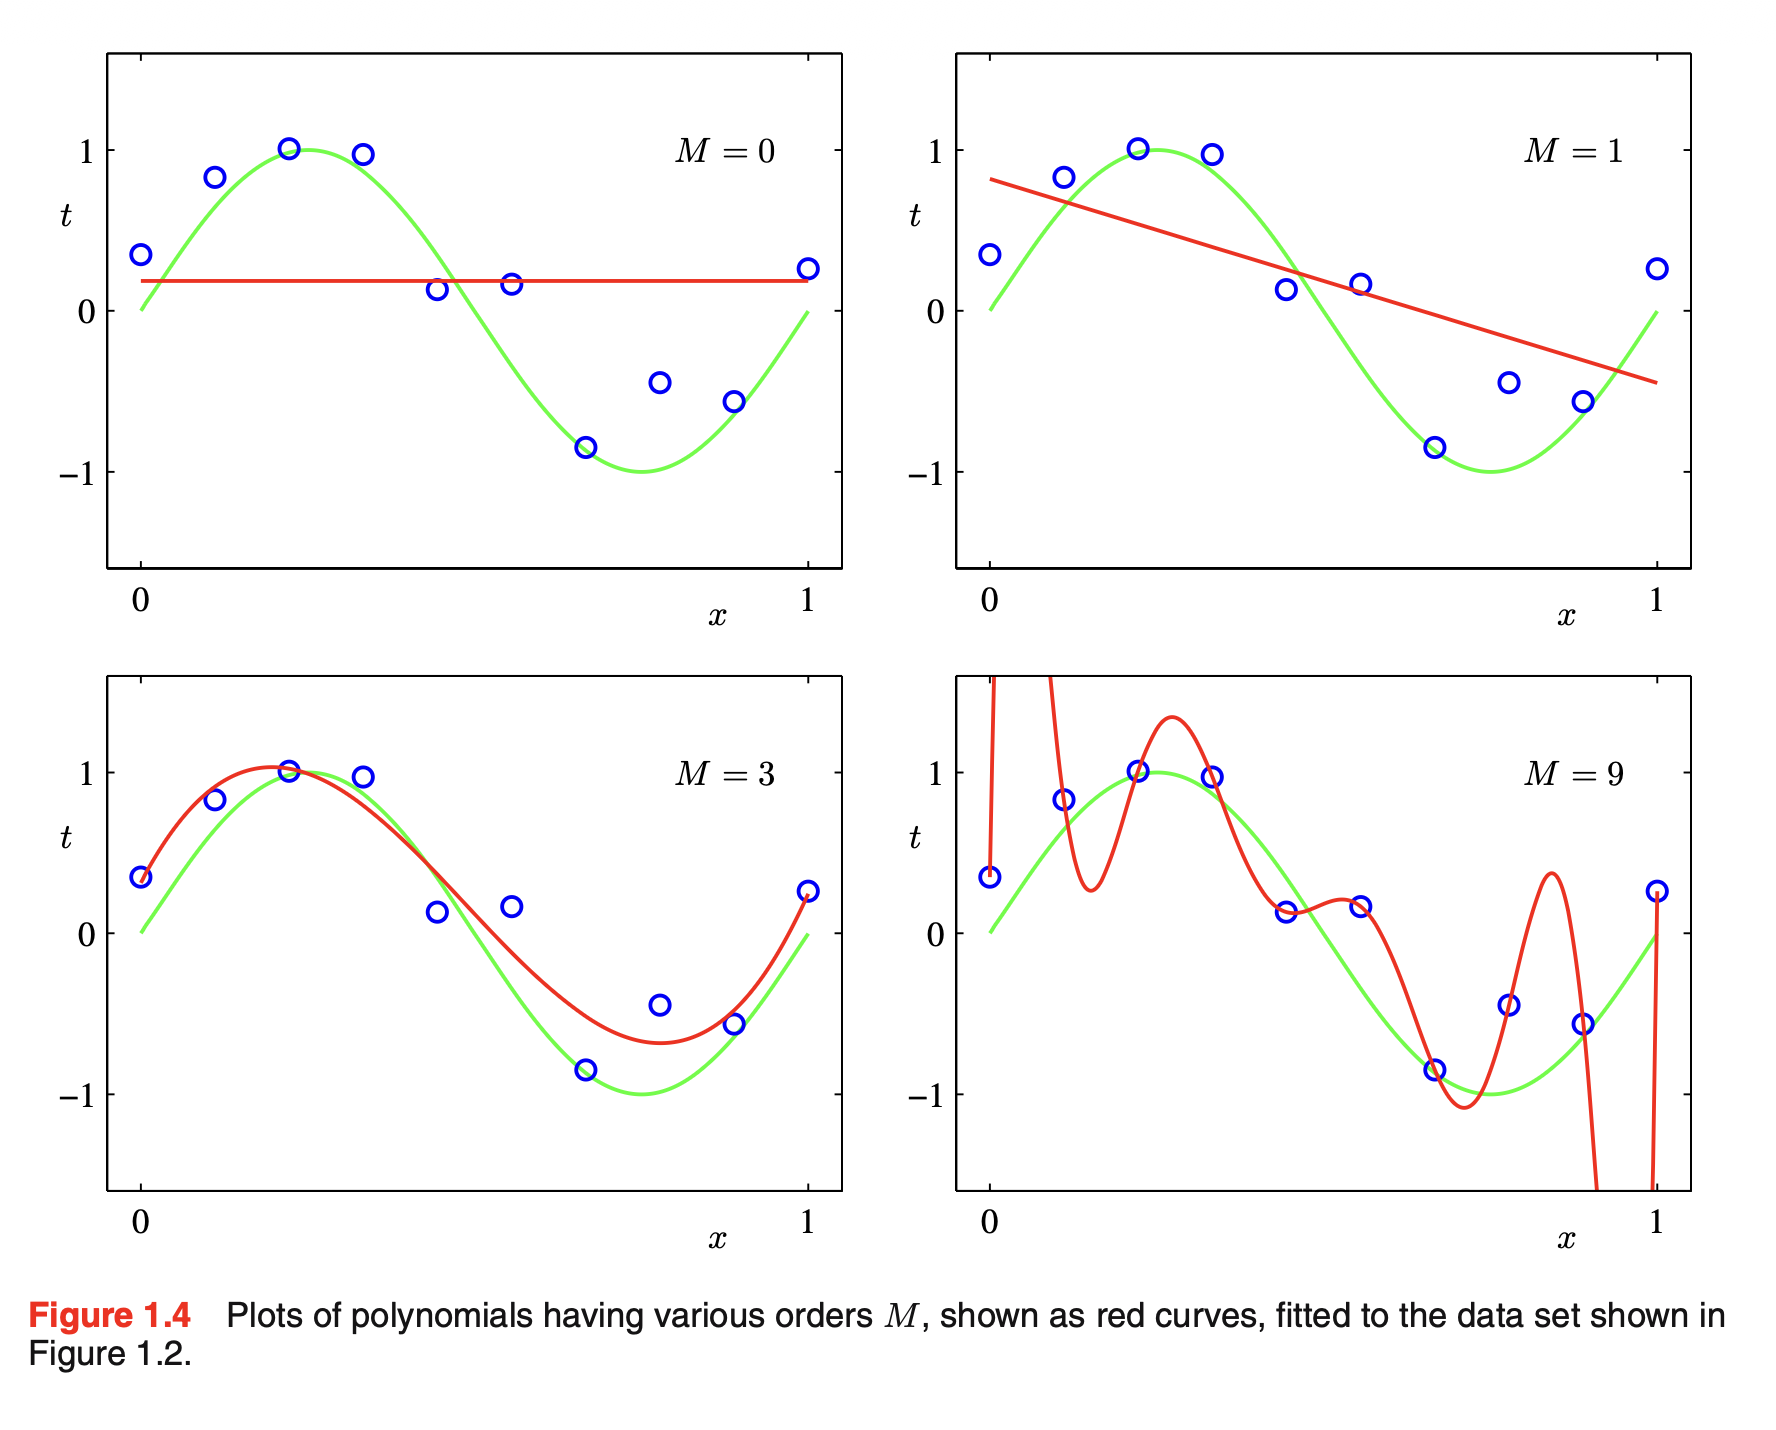 M = 0
1
t
0
−1
0
x
1
M = 1
1
t
0
−1
0
x
1
M = 3
1
t
0
−1
0
x
1
M = 9
1
t
0
−1
0
x
1
Figure 1.4 Plots of polynomials having various orders M, shown as red curves, fitted to the data set shown in
Figure 1.2.